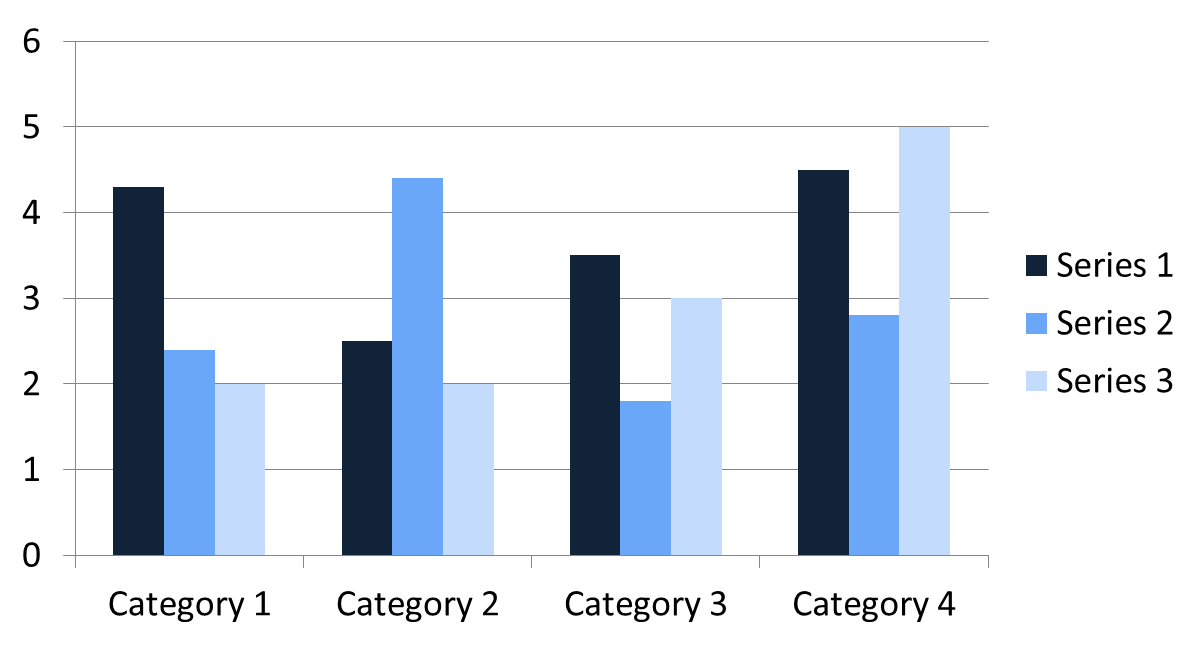 6
5
4
3
2
1
0
Category 1
Category 2
Category 3
Category 4
Series 1
Series 2
Series 3